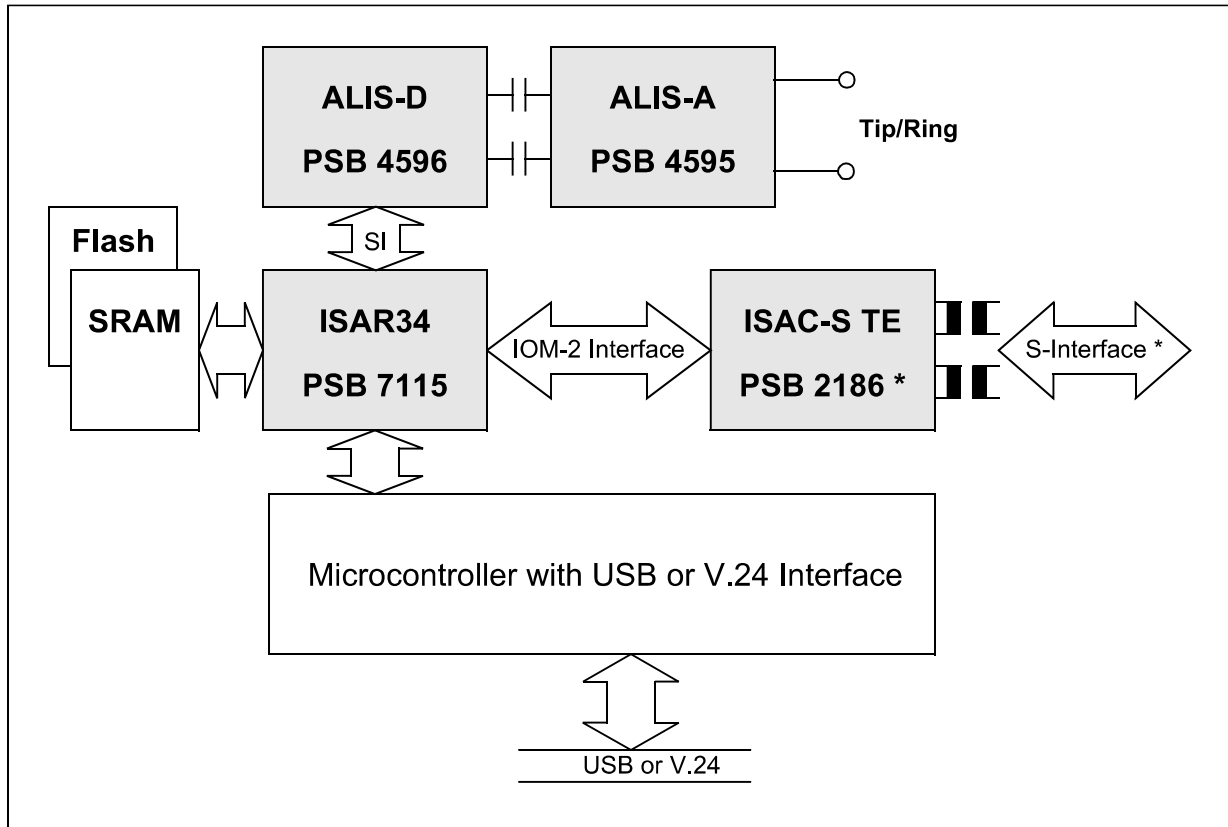 ALIS-D
PSB 4596
ALIS-A
PSB 4595
Tip/Ring
SI
Flash
SRAM
ISAR34
PSB 7115
IOM-2 Interface
ISAC-S TE
PSB 2186 *
S-Interface *
Microcontroller with USB or V.24 Interface
USB or V.24